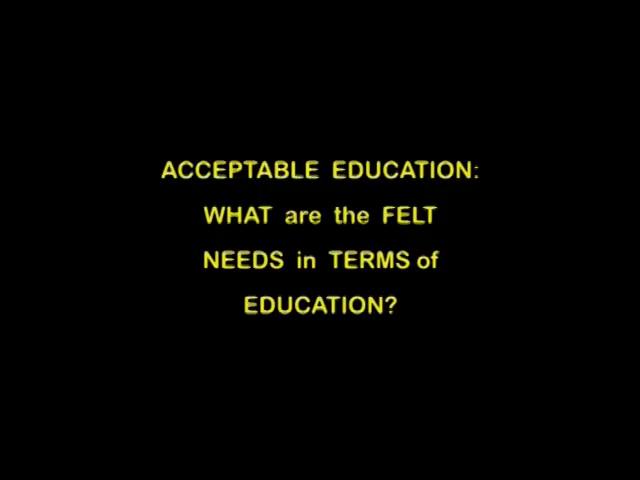 ACCEPTABLE EDUCATION:
WHAT are the FELT
NEEDS in TERMS of
EDUCATION?